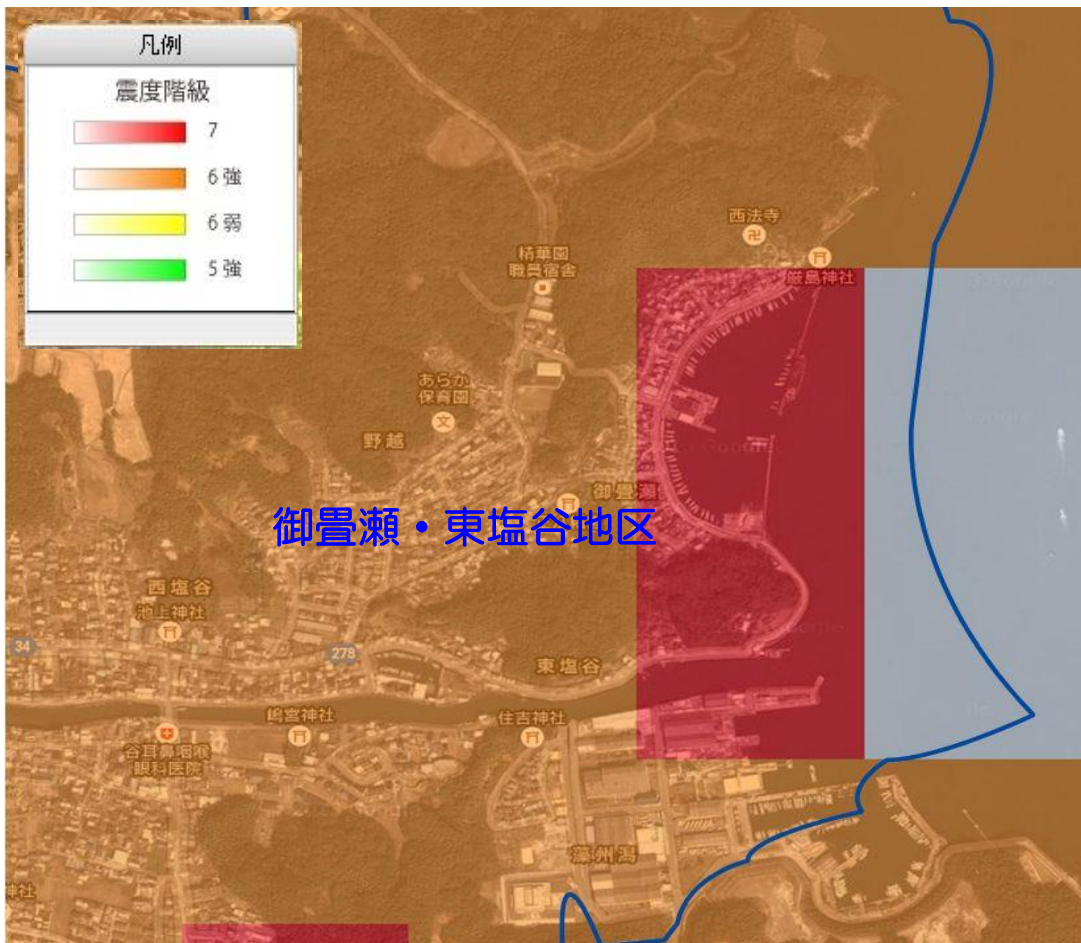 凡例
震度階級
7
6強
6弱
5強
西法寺
精華園
職員宿舎
厳島神社
あらか
保育園
野越
御畳瀬
御畳瀬・東塩谷地区
西塩谷
池上神社
34
278
東塩谷
鳴宮神社
住吉神社
谷耳鼻咽喉
眼科医院
藻州潟
神社